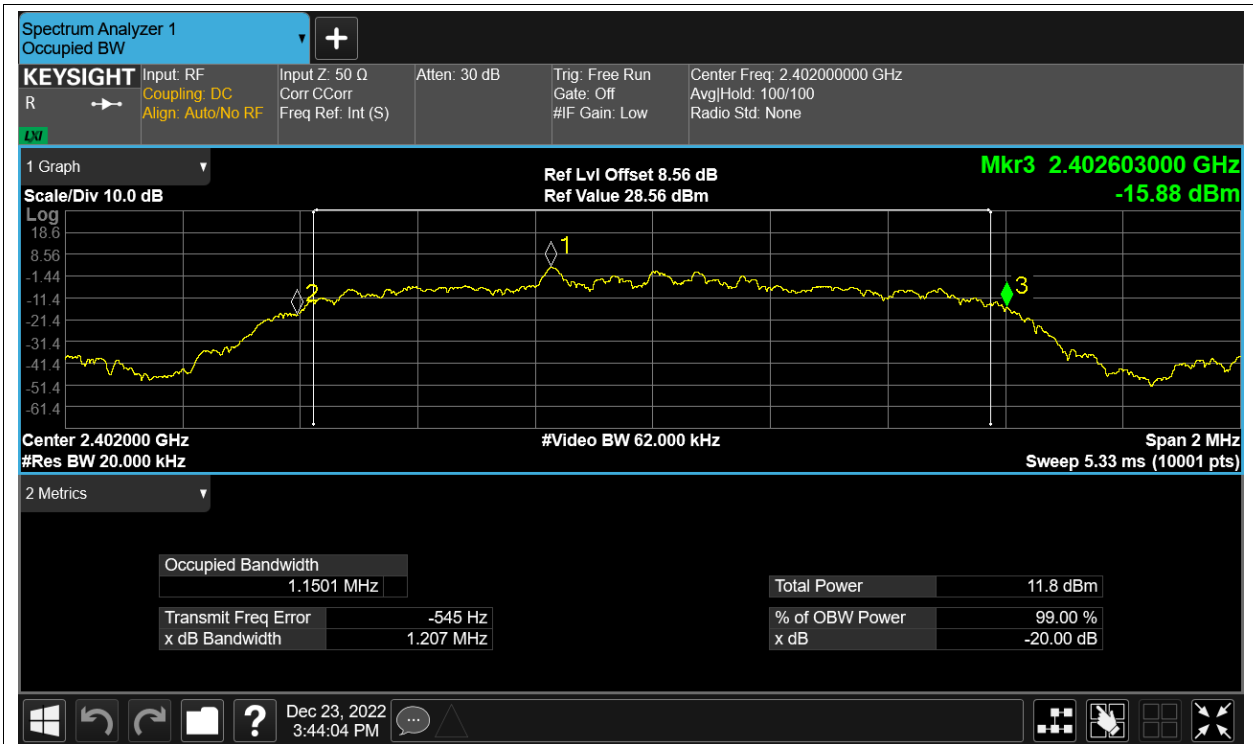 Spectrum Analyzer 1
Occupied BW
KEYSIGHT
R
LXI
Input: RF
Coupling: DC
Align: Auto/No RF
Input Z: 50 Ω
Corr CCorr
Freq Ref: Int (S)
Atten: 30 dB
Trig: Free Run
Gate: Off
#IF Gain: Low
Center Freq: 2.402000000 GHz
Avg|Hold: 100/100
Radio Std: None
1 Graph
Scale/Div 10.0 dB
Ref Lvl Offset 8.56 dB
Ref Value 28.56 dBm
Mkr3 2.402603000 GHz
-15.88 dBm
Log
18.6
8.56
-1.44
-11.4
-21.4
-31.4
-41.4
-51.4
-61.4
1
2
3
Center 2.402000 GHz
#Video BW 62.000 kHz
Span 2 MHz
#Res BW 20.000 kHz
Sweep 5.33 ms (10001 pts)
2 Metrics
Occupied Bandwidth
1.1501 MHz
Total Power 11.8 dBm
Transmit Freq Error -545 Hz
% of OBW Power 99.00 %
x dB Bandwidth 1.207 MHz
x dB -20.00 dB
?
Dec 23, 2022
3:44:04 PM